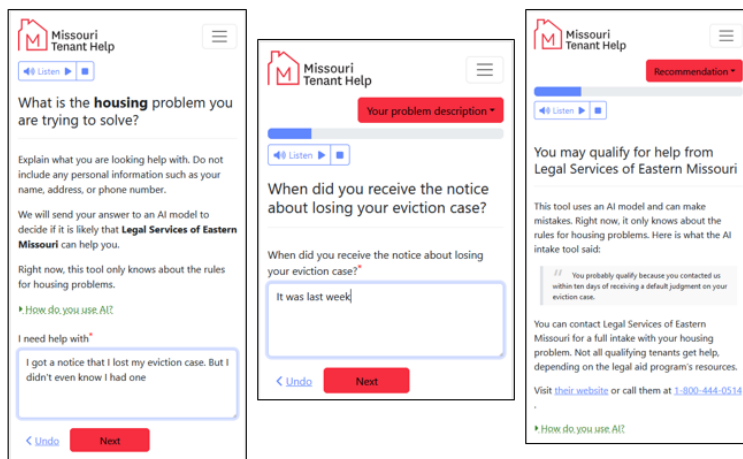 Missouri
Tenant Help
Listen
What is the housing problem you
are trying to solve?
Explain what you are looking help with. Do not
include any personal information such as your
name, address, or phone number.
We will send your answer to an AI model to
decide if it is likely that Legal Services of Eastern
Missouri can help you.
Right now, this tool only knows about the rules
for housing problems.
How do you use AI?
I need help with*
I got a notice that I lost my eviction case. But I
didn't even know I had one
Undo
Next
Missouri
Tenant Help
Your problem description
Listen
When did you receive the notice
about losing your eviction case?
When did you receive the notice about losing
your eviction case?*
It was last week
Undo
Next
Missouri
Tenant Help
Recommendation
Listen
You may qualify for help from
Legal Services of Eastern Missouri
This tool uses an AI model and can make
mistakes. Right now, it only knows about the
rules for housing problems. Here is what the AI
intake tool said:
You probably qualify because you contacted us
within ten days of receiving a default judgment on your
eviction case.
You can contact Legal Services of Eastern
Missouri for a full intake with your housing
problem. Not all qualifying tenants get help,
depending on the legal aid program's resources.
Visit their website or call them at 1-800-444-0514
.
How do you use AI?